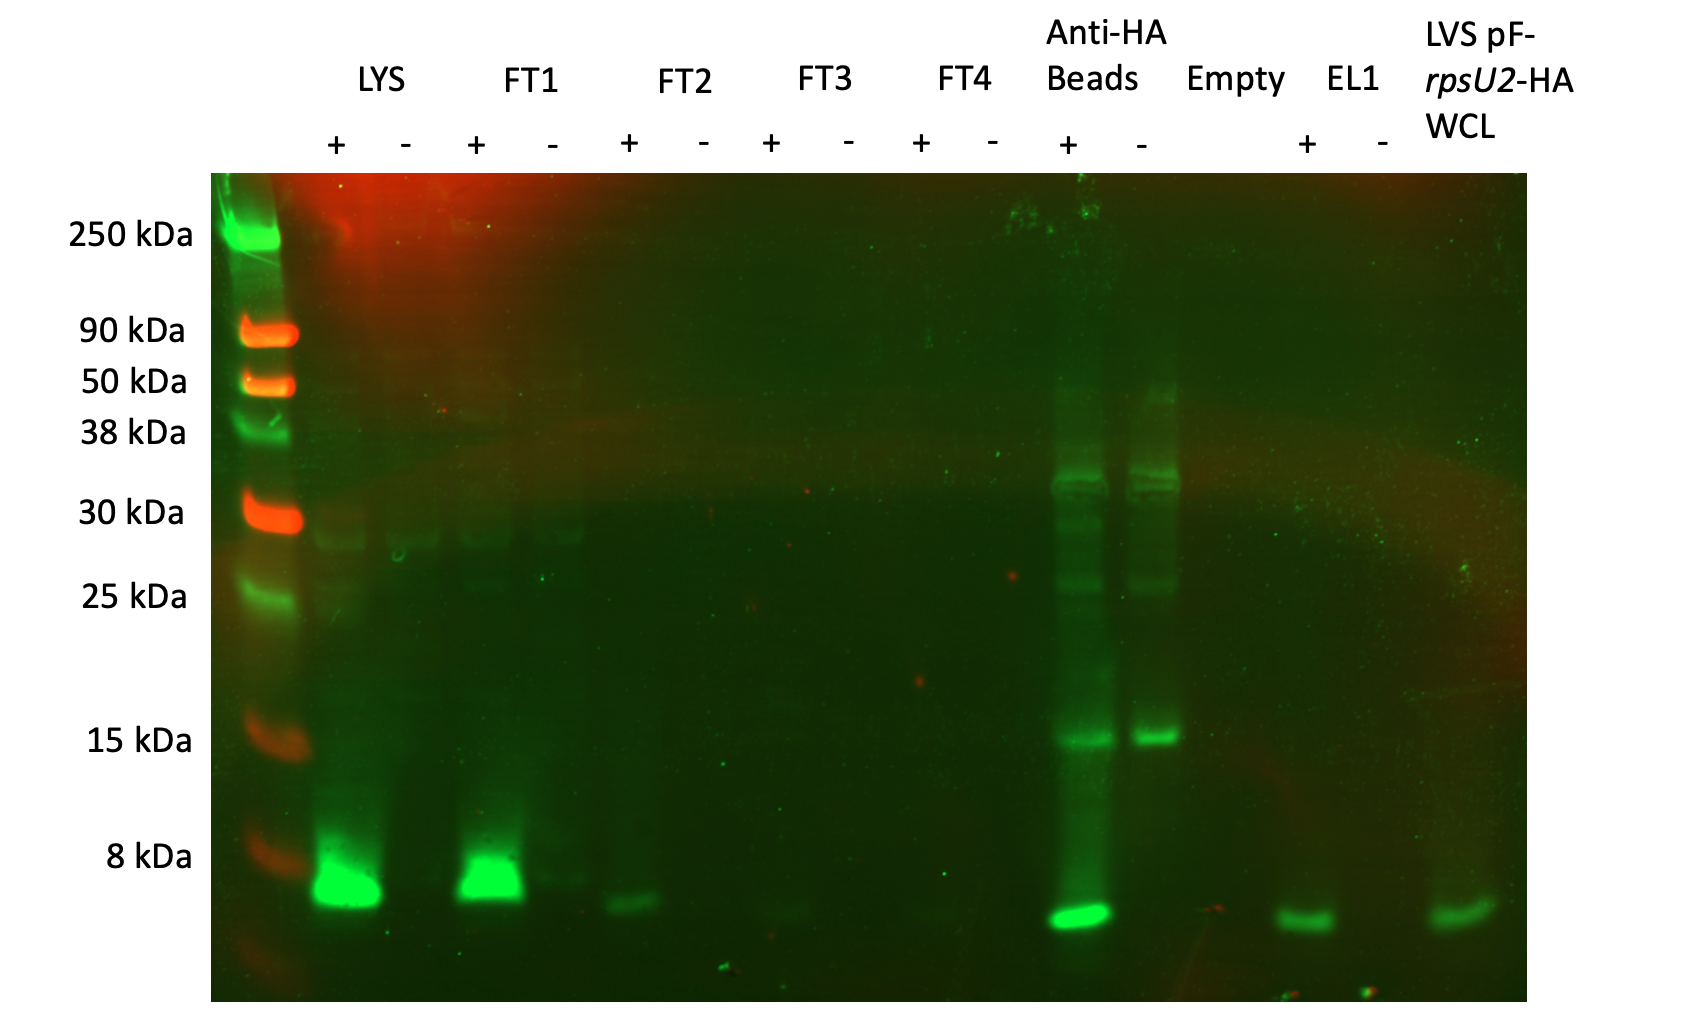 Anti-HA
Beads
LVS pF-
rpsU2-HA
WCL
LYS FT1 FT2 FT3 FT4 Empty EL1
+ - + - + - + - + - + - + -
250 kDa
90 kDa
50 kDa
38 kDa
30 kDa
25 kDa
15 kDa
8 kDa